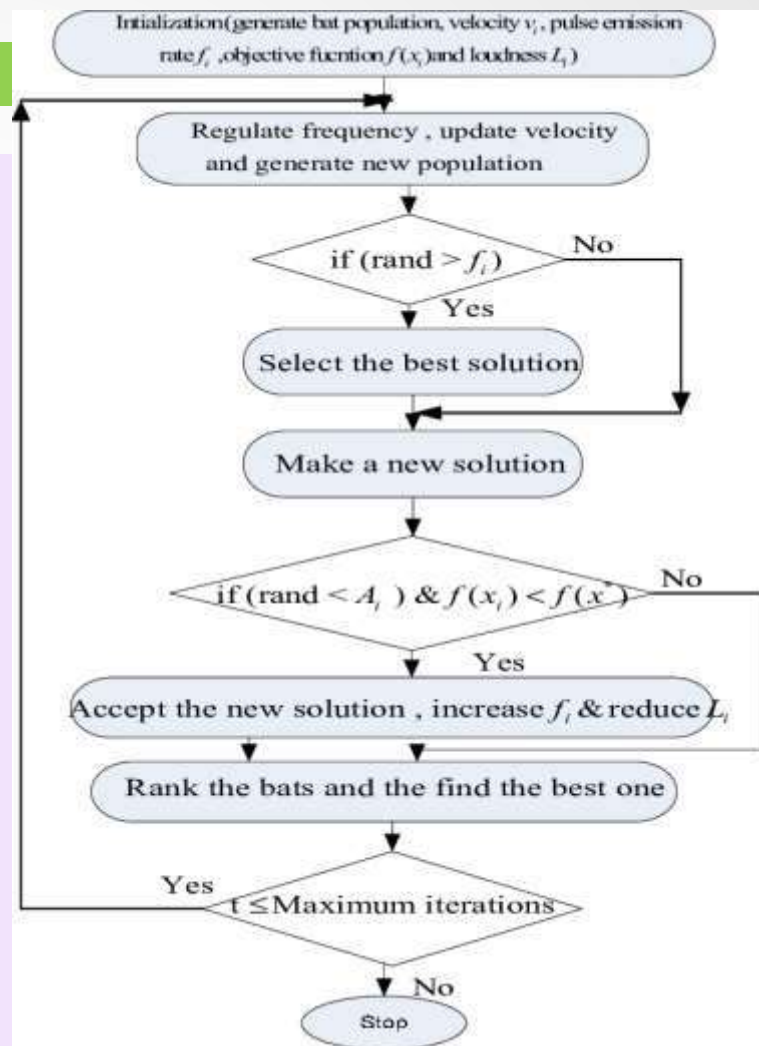 Intialization(generate bat population, velocity vᵢ, pulse emission
rate fᵢ ,objective fucntion f(xᵢ)and loudness Lᵢ)
Regulate frequency , update velocity
and generate new population
if (rand > fᵢ)
No
Yes
Select the best solution
Make a new solution
if (rand < Aᵢ ) & f(xᵢ) < f(x*)
No
Yes
Accept the new solution , increase fᵢ & reduce Lᵢ
Rank the bats and the find the best one
Yes
t ≤Maximum iterations
No
Stop